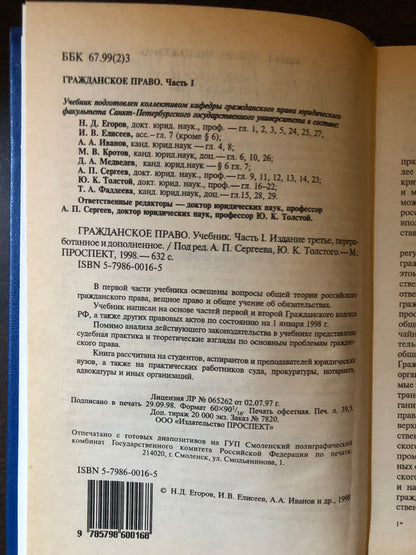 ББК 67.99(2)3
ГРАЖДАНСКОЕ ПРАВО. Часть I
Учебник подготовлен коллективом кафедры гражданского права юридического
факультета Санкт-Петербургского государственного университета в составе:
Н. Д. Егоров, докт. юрид. наук, проф. — гл. 1, 2, 3, 5, 24, 25, 27;
И. В. Елисеев, асс.– гл. 7 (кроме § 6);
А. А. Иванов, канд. юрид. наук — гл. 4, 8;
М. В. Кротов, канд. юрид.наук, доц.— гл. 6, 10, 26;
Д. А. Медведев, канд. юрид.наук — § 6 гл. 7;
А. П. Сергеев, докт. юрид. наук, проф.— гл. 9, 11, 12, 13, 14, 23;
Ю. К. Толстой, докт. юрид. наук, проф.— гл. 16–22;
Т. А. Фаддеева, канд. юрид.наук, доц.— гл.15, 28, 29.
Ответственные редакторы — доктор юридических наук, профессор
А. П. Сергеев, доктор юридических наук, профессор Ю. К. Толстой.
ГРАЖДАНСКОЕ ПРАВО. Учебник. Часть I. Издание третье, перера-
ботанное и дополненное. / Под ред. А. П. Сергеева, Ю. К. Толстого.— М.:
ПРОСПЕКТ, 1998.— 632 с.
ISBN 5-7986-0016-5
В первой части учебника освещены вопросы общей теории российского
гражданского права, вещное право и общее учение об обязательствах.
Учебник написан на основе частей первой и второй Гражданского кодекса
РФ, а также других правовых актов по состоянию на 1 января 1998 г.
Помимо анализа действующего законодательства в учебнике представлены
судебная практика и теоретические взгляды по основным проблемам граждан-
ского права.
Книга рассчитана на студентов, аспирантов и преподавателей юридических
вузов, а также на практических работников суда, прокуратуры, нотариата,
адвокатуры и иных организаций.
Лицензия ЛР № 065262 от 02.07.97 г.
Подписано в печать 29.09.98. Формат 60×90 1/16. Печать офсетная. Печ. л. 39,5.
Доп. тираж 20 000 экз. Заказ № 7820.
ООО «Издательство ПРОСПЕКТ»
Отпечатано с готовых диапозитивов на ГУП Смоленский полиграфический
комбинат Государственного комитета Российской Федерации по печати.
214020, г. Смоленск, ул. Смольянинова, 1.
ISBN 5-7986-0016-5
© Н.Д. Егоров, И.В. Елисеев, А.А. Иванов и др., 1998
9 785798 600168
1*